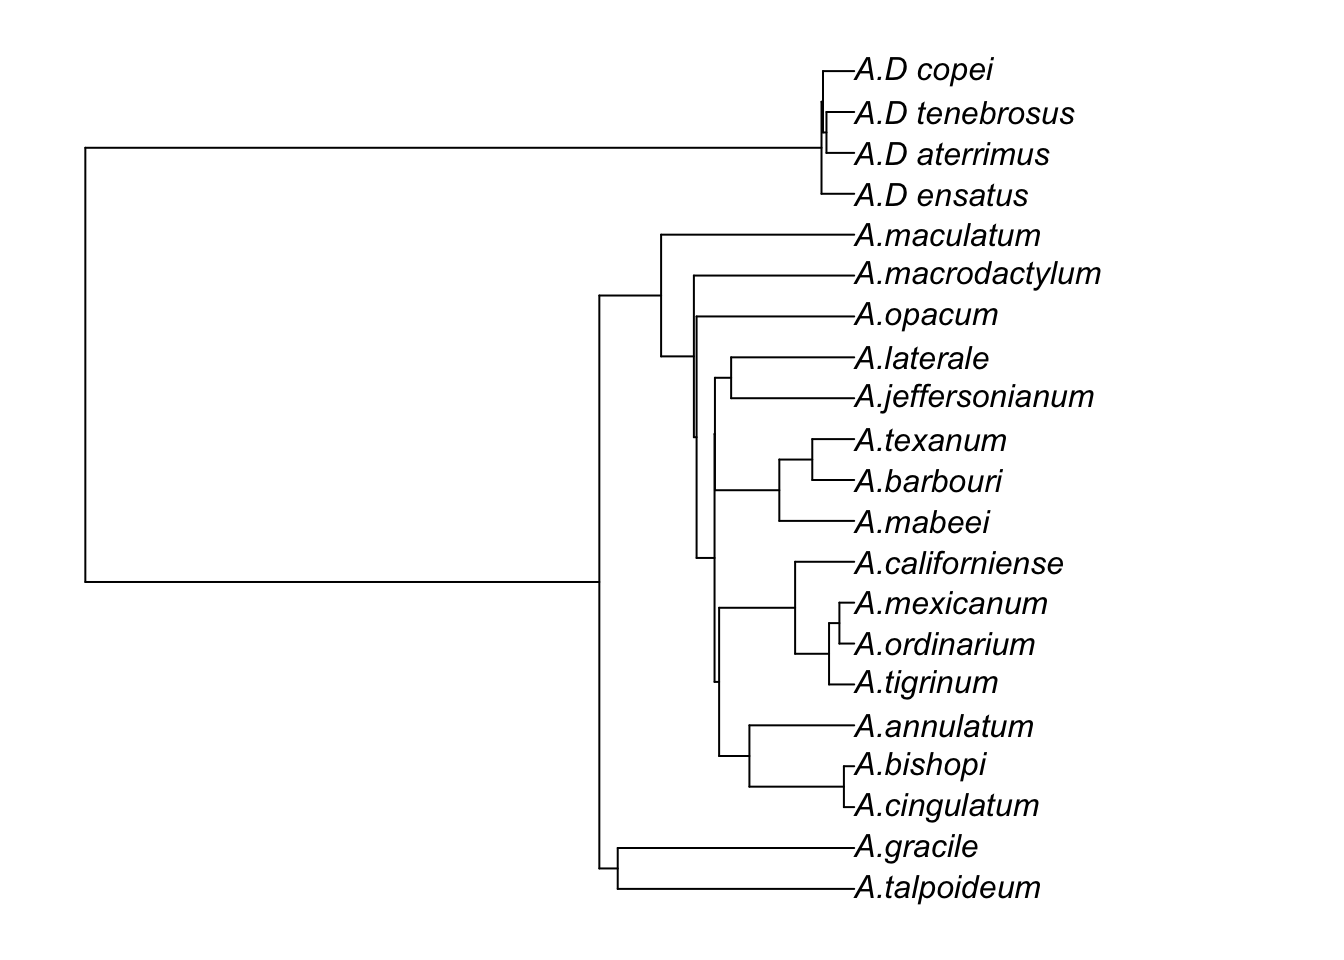 A.D copei
A.D tenebrosus
A.D aterrimus
A.D ensatus
A.maculatum
A.macrodactylum
A.opacum
A.laterale
A.jeffersonianum
A.texanum
A.barbouri
A.mabeei
A.californiense
A.mexicanum
A.ordinarium
A.tigrinum
A.annulatum
A.bishopi
A.cingulatum
A.gracile
A.talpoideum